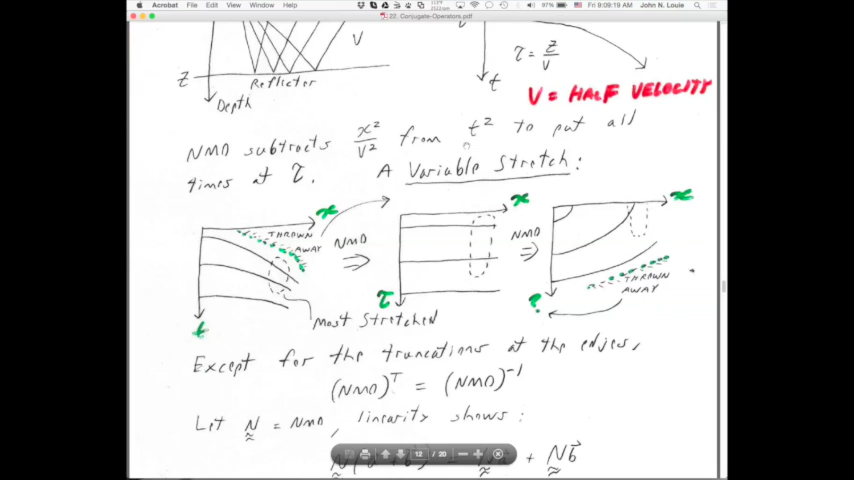 Acrobat File Edit View Window Help
97% Fri 9:09:19 AM John N. Louie
22. Conjugate-Operators.pdf
V
Z
Reflector
Depth
τ = z/v
t
V = HALF VELOCITY
NMO subtracts x²/v² from t² to put all
times at τ. A Variable Stretch:
x
THROWN
AWAY
t
NMO
⇒
x
τ
NMO
⇒
x
THROWN
AWAY
?
Most Stretched
Except for the truncations at the edges,
(NMO)ᵀ = (NMO)⁻¹
Let N = NMO, linearity shows:
12 / 20
+ N b⃗